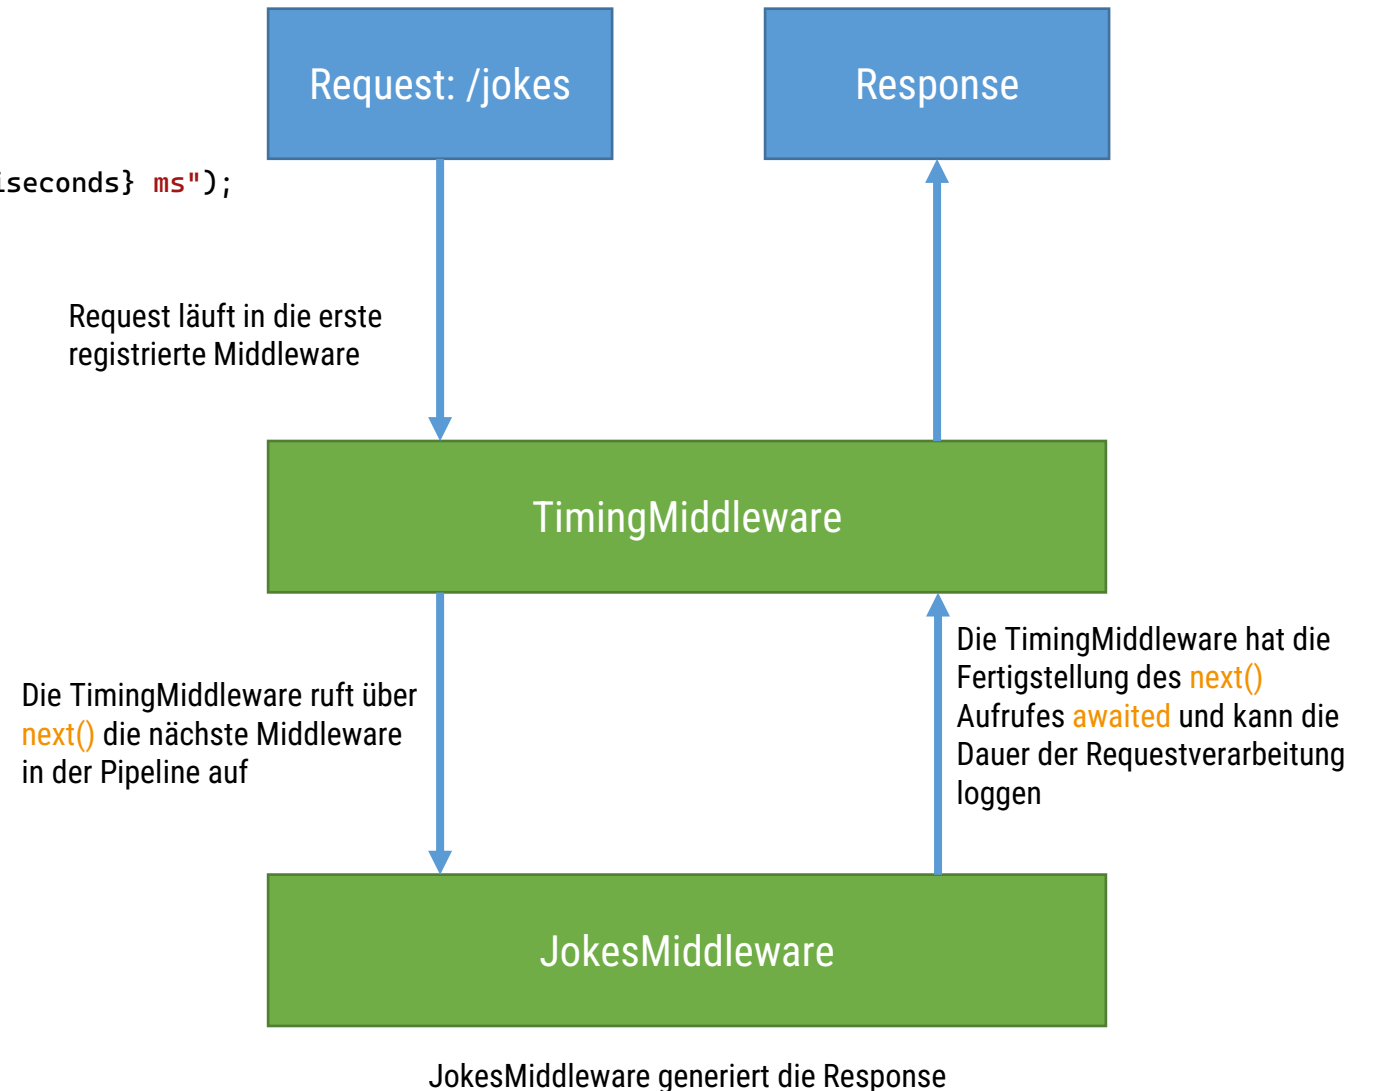 Request: /jokes
Response
iseconds} ms");
Request läuft in die erste
registrierte Middleware
TimingMiddleware
Die TimingMiddleware ruft über
next() die nächste Middleware
in der Pipeline auf
Die TimingMiddleware hat die
Fertigstellung des next()
Aufrufes awaited und kann die
Dauer der Requestverarbeitung
loggen
JokesMiddleware
JokesMiddleware generiert die Response